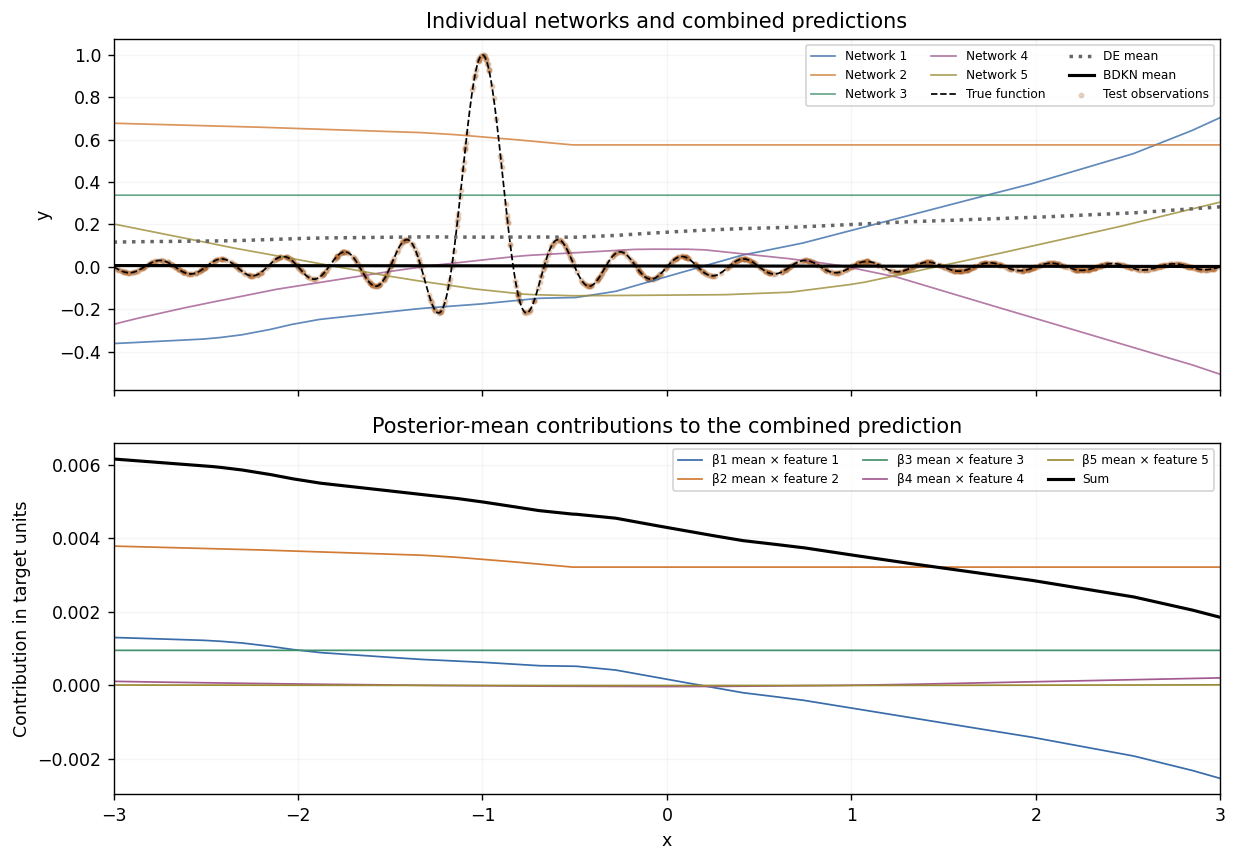 Individual networks and combined predictions
1.0
0.8
0.6
0.4
0.2
0.0
−0.2
−0.4
y
Network 1
Network 2
Network 3
Network 4
Network 5
True function
DE mean
BDKN mean
Test observations
Posterior-mean contributions to the combined prediction
0.006
0.004
0.002
0.000
−0.002
Contribution in target units
β1 mean × feature 1
β2 mean × feature 2
β3 mean × feature 3
β4 mean × feature 4
β5 mean × feature 5
Sum
−3
−2
−1
0
1
2
3
x